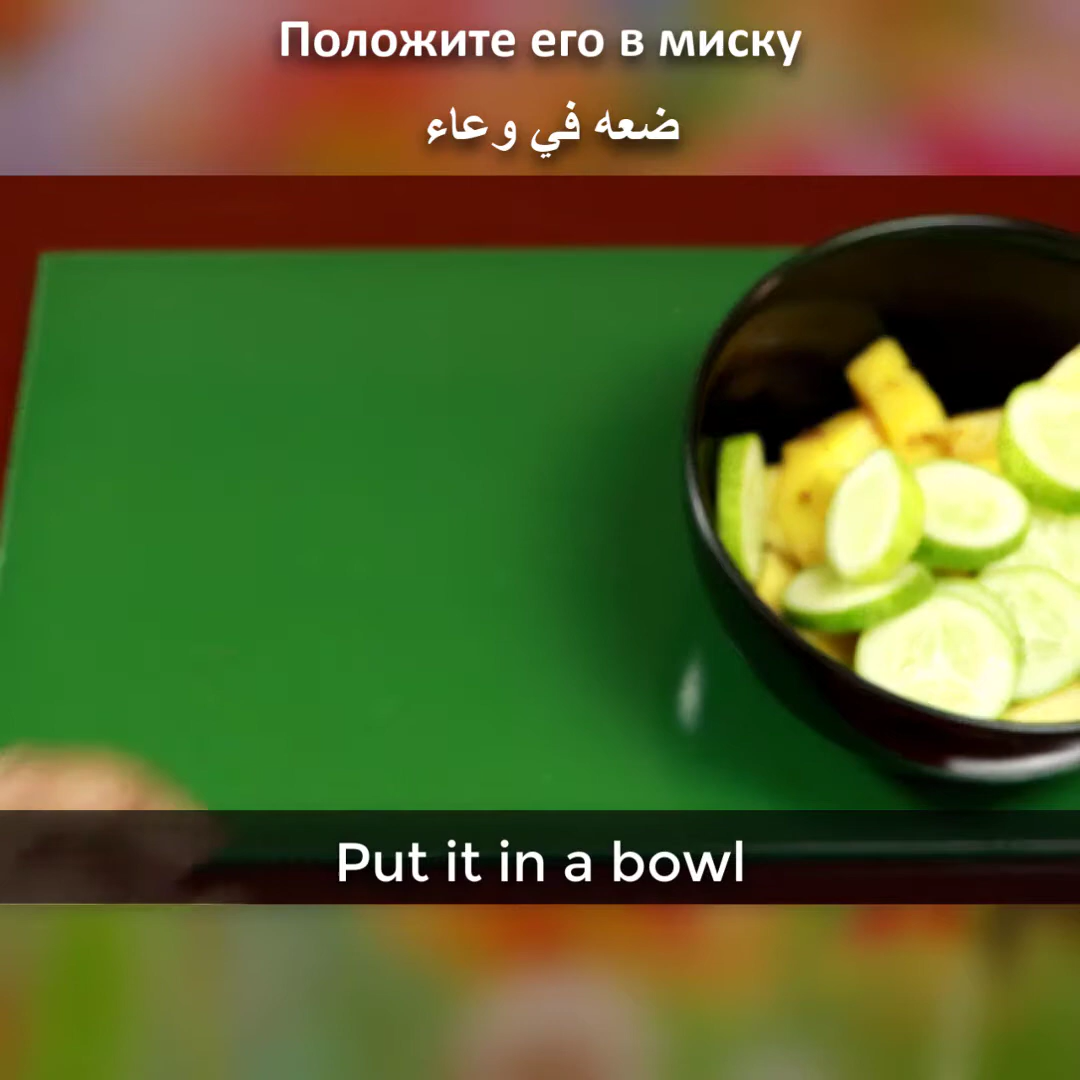 Положите его в миску
ضعه في وعاء
Put it in a bowl